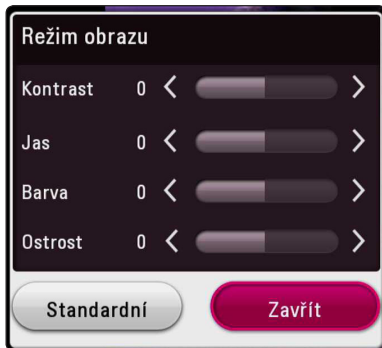 Režim obrazu
Kontrast 0
Jas 0
Barva 0
Ostrost 0
Standardní Zavřít